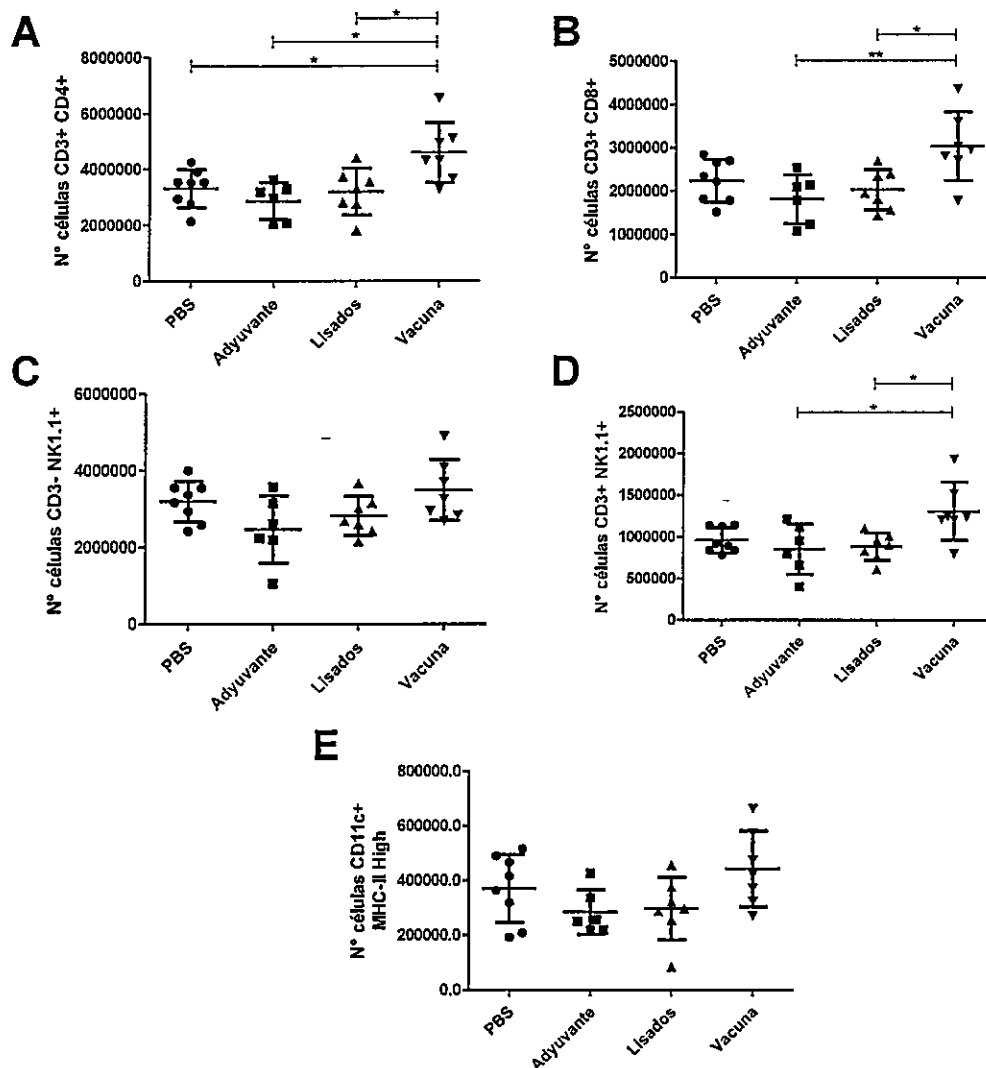 A
N° células CD3+ CD4+
8000000
6000000
4000000
2000000
0
*
*
*
PBS
Adyuvante
Lisados
Vacuna
B
N° células CD3+ CD8+
5000000
4000000
3000000
2000000
1000000
0
*
**
PBS
Adyuvante
Lisados
Vacuna
C
N° células CD3- NK1.1+
6000000
4000000
2000000
0
PBS
Adyuvante
Lisados
Vacuna
D
N° células CD3+ NK1.1+
2500000
2000000
1500000
1000000
500000
0
*
*
PBS
Adyuvante
Lisados
Vacuna
E
N° células CD11c+
MHC-II High
800000.0
600000.0
400000.0
200000.0
0.0
PBS
Adyuvante
Lisados
Vacuna